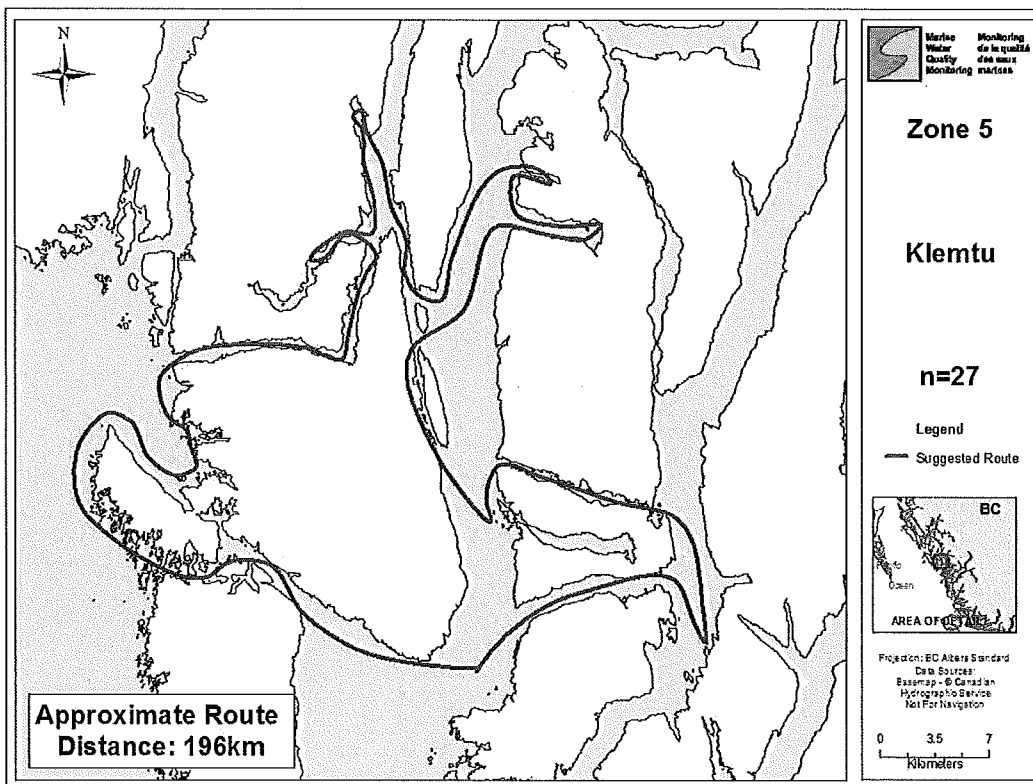 N
Approximate Route
Distance: 196km
Marine Monitoring
Water de la qualité
Quality des eaux
Monitoring marines
Zone 5
Klemtu
n=27
Legend
Suggested Route
BC
Ocean
AREA OF DETAIL
Projection: BC Albers Standard
Data Sources:
Basemap - © Canadian
Hydrographic Service
Not For Navigation
0 3.5 7
Kilometers